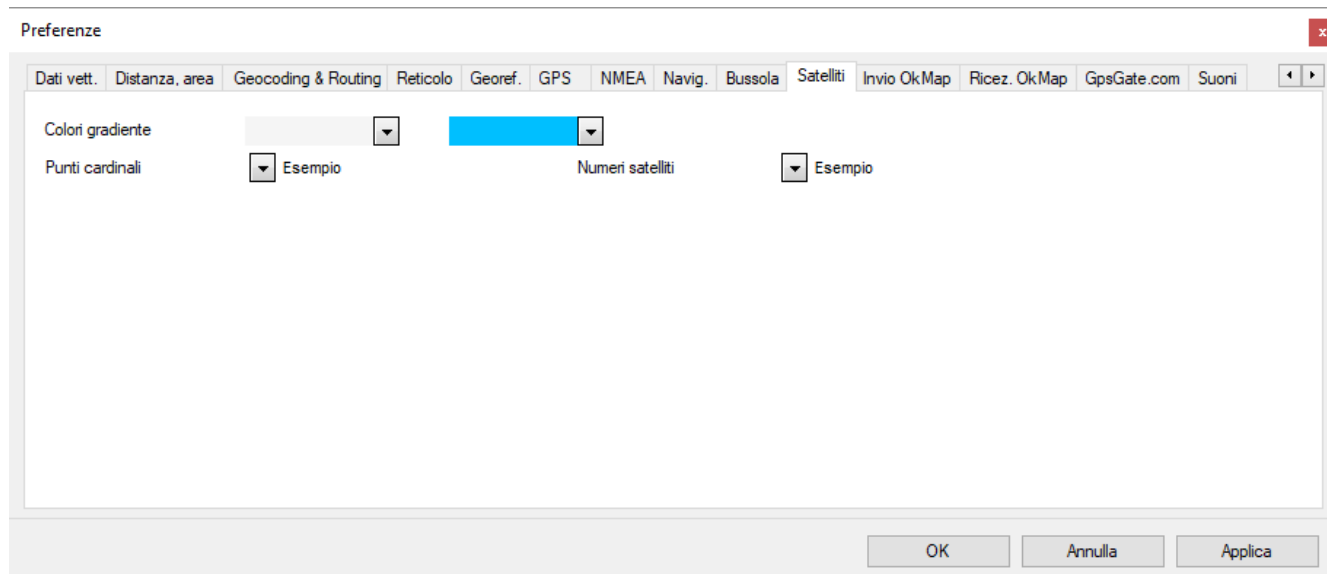 Preferenze
x
Dati vett. Distanza, area Geocoding & Routing Reticolo Georef. GPS NMEA Navig. Bussola Satelliti Invio OkMap Ricez. OkMap GpsGate.com Suoni
Colori gradiente
Punti cardinali Esempio Numeri satelliti Esempio
OK Annulla Applica